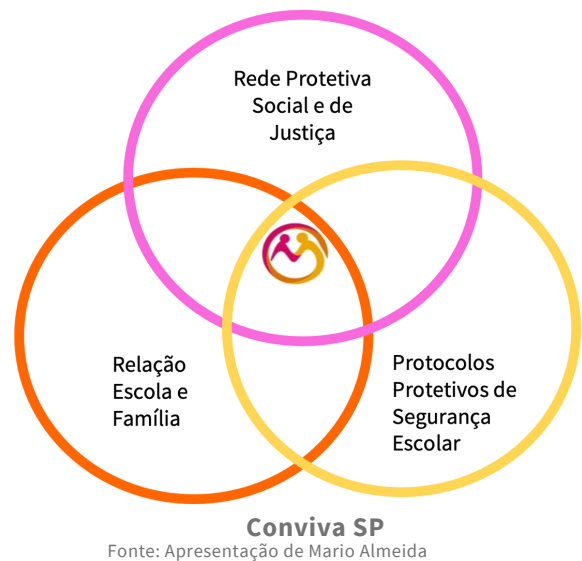 Rede Protetiva
Social e de
Justiça
Relação
Escola e
Família
Protocolos
Protetivos de
Segurança
Escolar
Conviva SP
Fonte: Apresentação de Mario Almeida